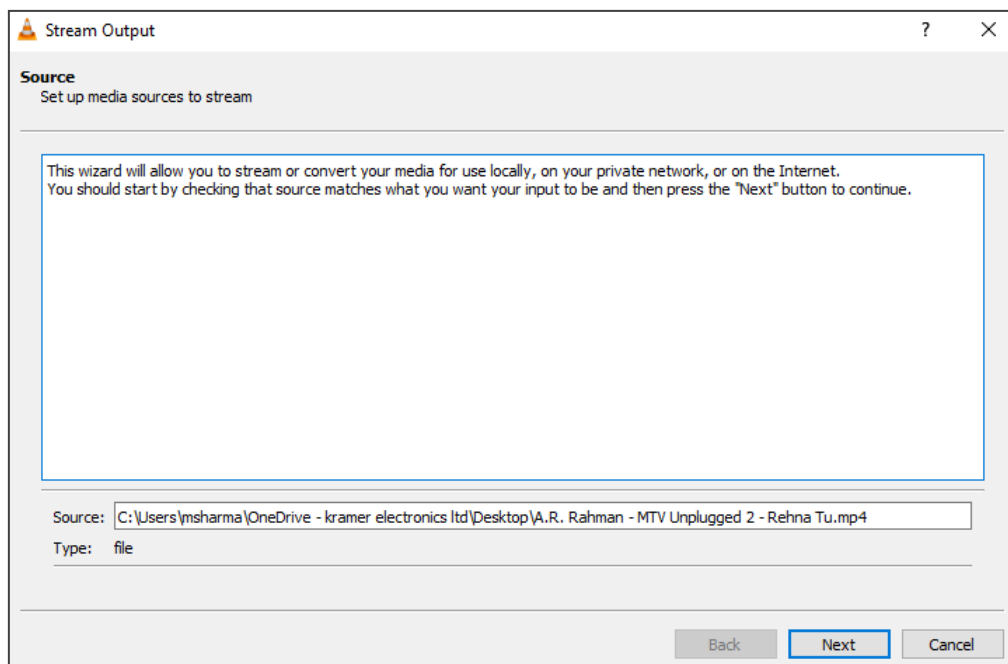 Stream Output
?
Source
Set up media sources to stream
This wizard will allow you to stream or convert your media for use locally, on your private network, or on the Internet.
You should start by checking that source matches what you want your input to be and then press the "Next" button to continue.
Source: C:\Users\msharma\OneDrive - kramer electronics ltd\Desktop\A.R. Rahman - MTV Unplugged 2 - Rehna Tu.mp4
Type: file
Back Next Cancel